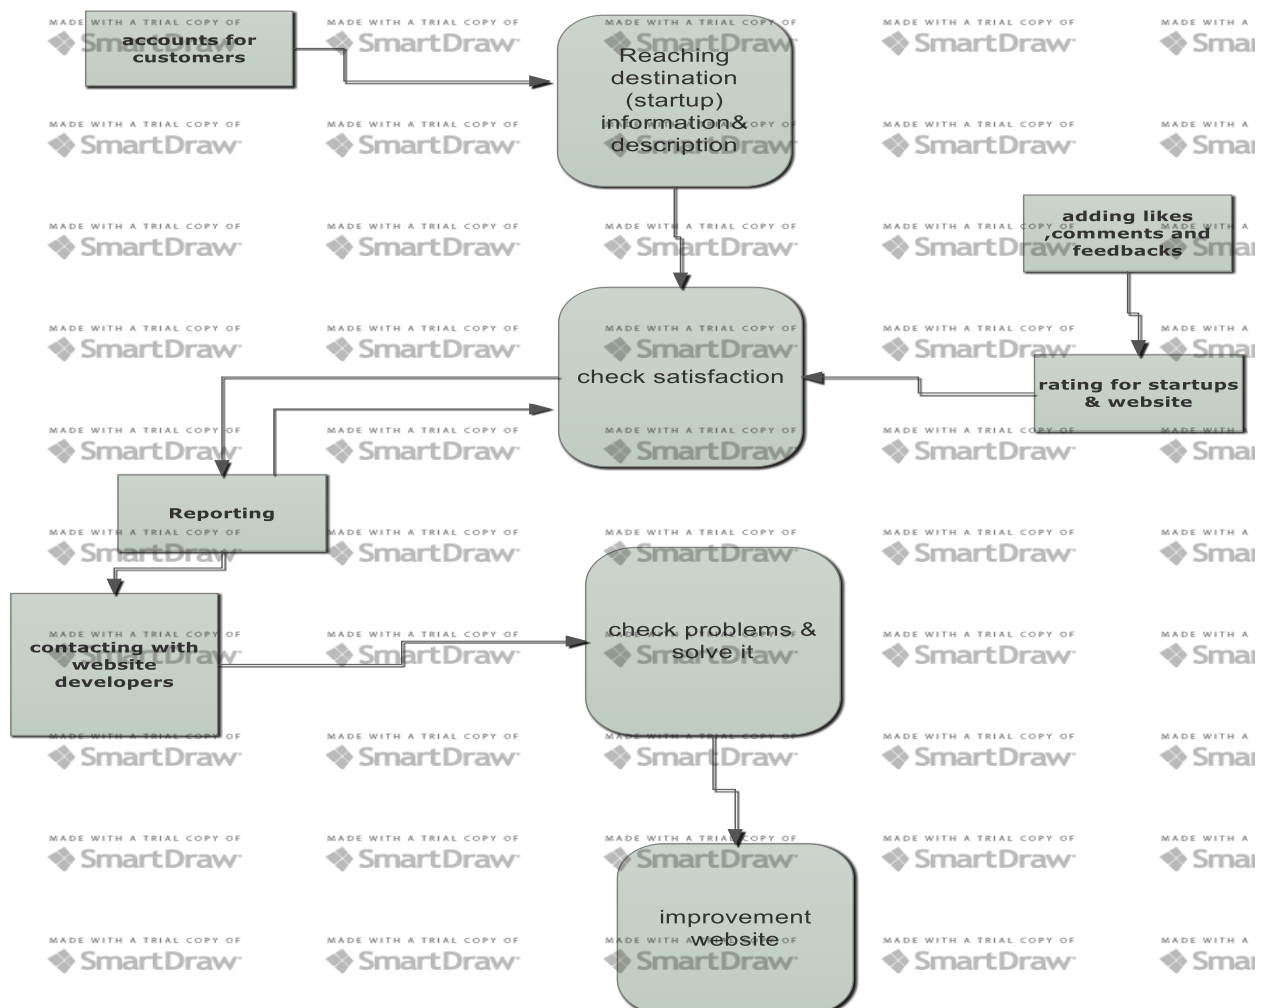 accounts for
customers
Reaching
destination
(startup)
information&
description
adding likes
,comments and
feedbacks
check satisfaction
rating for startups
& website
Reporting
contacting with
website
developers
check problems &
solve it
improvement
website
MADE WITH A TRIAL COPY OF
SmartDraw